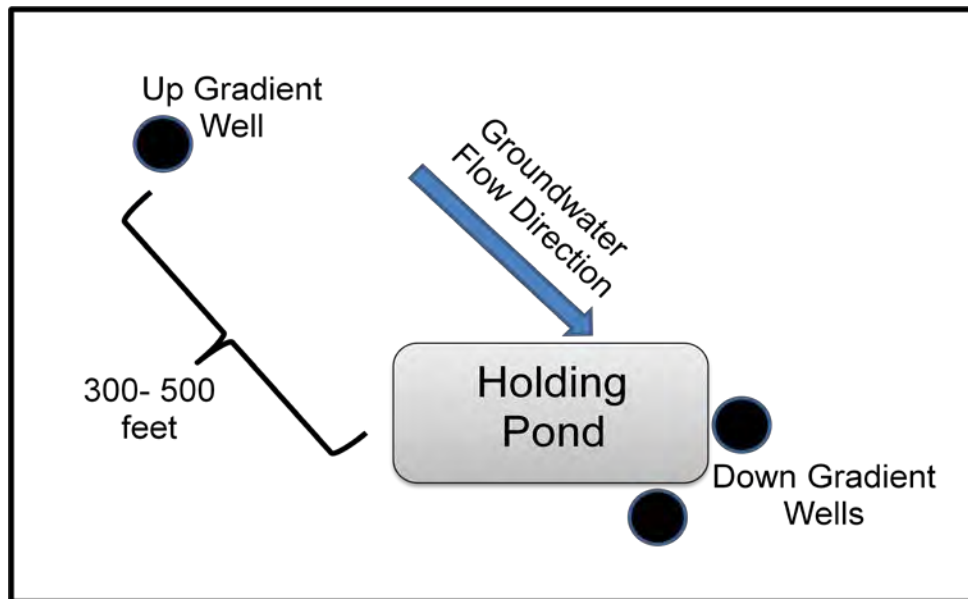 Up Gradient
Well
Groundwater
Flow Direction
300- 500
feet
Holding
Pond
Down Gradient
Wells